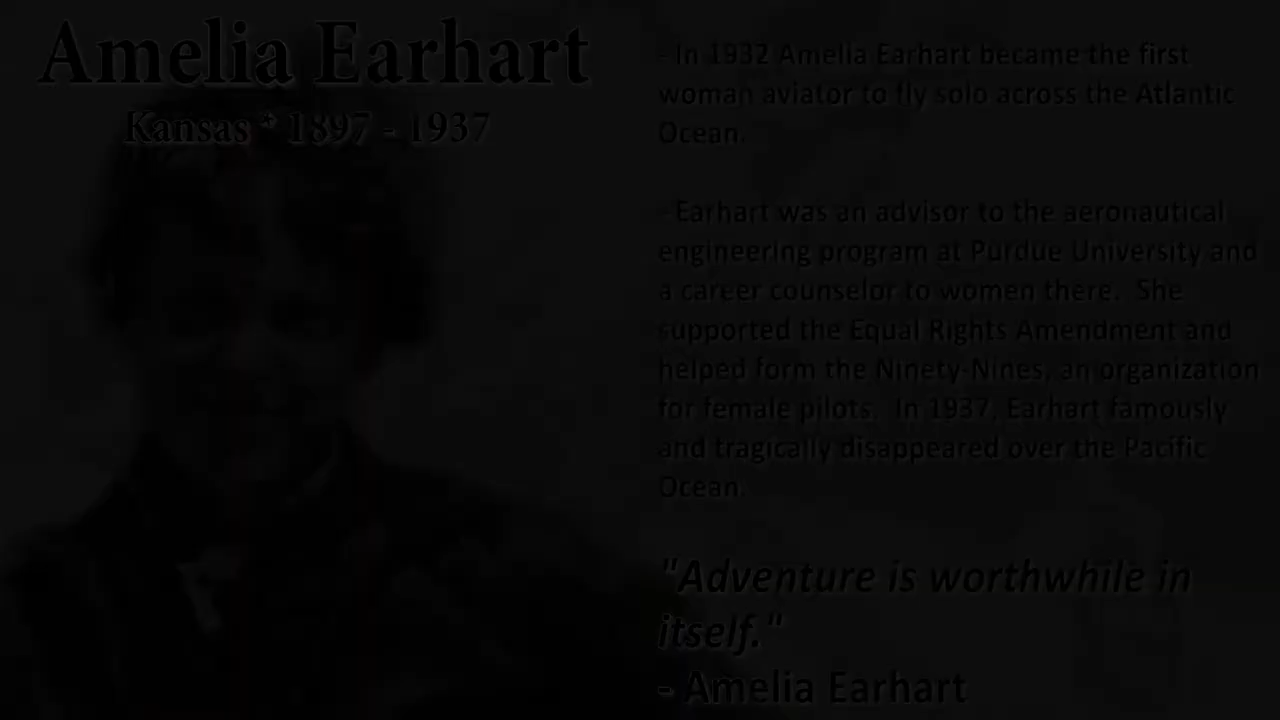 Amelia Earhart
Kansas * 1897 - 1937
- In 1932 Amelia Earhart became the first
woman aviator to fly solo across the Atlantic
Ocean.
- Earhart was an advisor to the aeronautical
engineering program at Purdue University and
a career counselor to women there.  She
supported the Equal Rights Amendment and
helped form the Ninety-Nines, an organization
for female pilots.  In 1937, Earhart famously
and tragically disappeared over the Pacific
Ocean.
"Adventure is worthwhile in
itself."
- Amelia Earhart